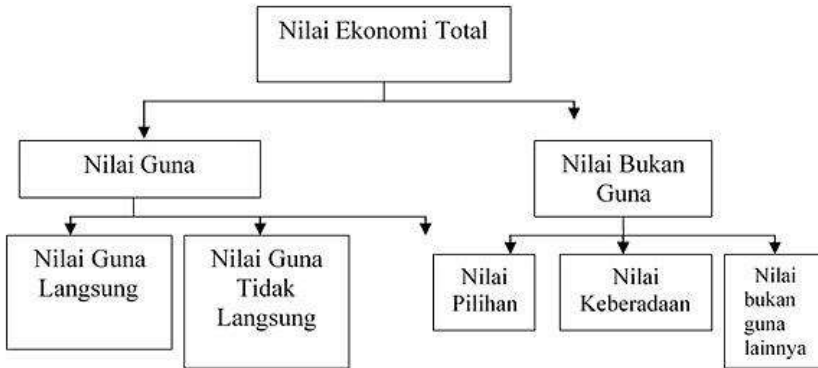 Nilai Ekonomi Total
Nilai Guna
Nilai Bukan
Guna
Nilai Guna
Langsung
Nilai Guna
Tidak
Langsung
Nilai
Pilihan
Nilai
Keberadaan
Nilai
bukan
guna
lainnya